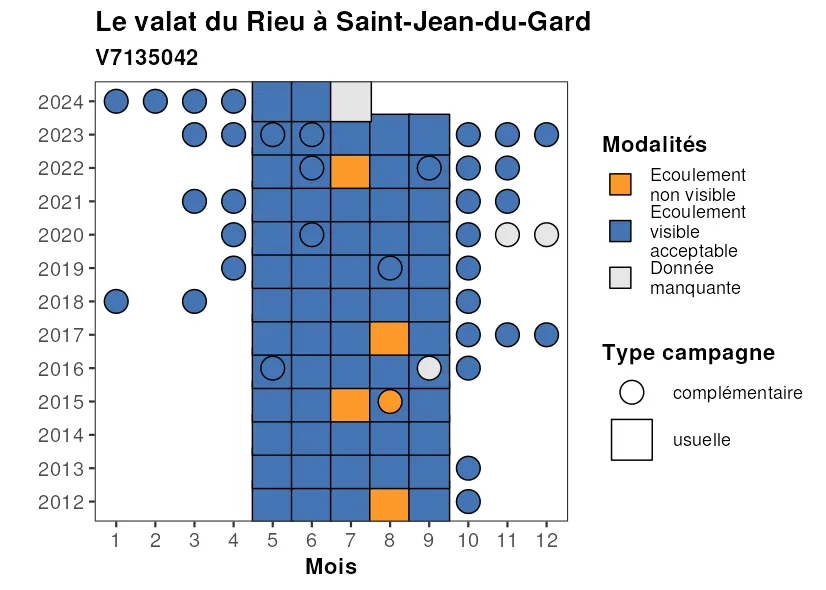 Le valat du Rieu à Saint-Jean-du-Gard
V7135042
2024
2023
2022
2021
2020
2019
2018
2017
2016
2015
2014
2013
2012
1 2 3 4 5 6 7 8 9 10 11 12
Mois
Modalités
Ecoulement
non visible
Ecoulement
visible
acceptable
Donnée
manquante
Type campagne
complémentaire
usuelle